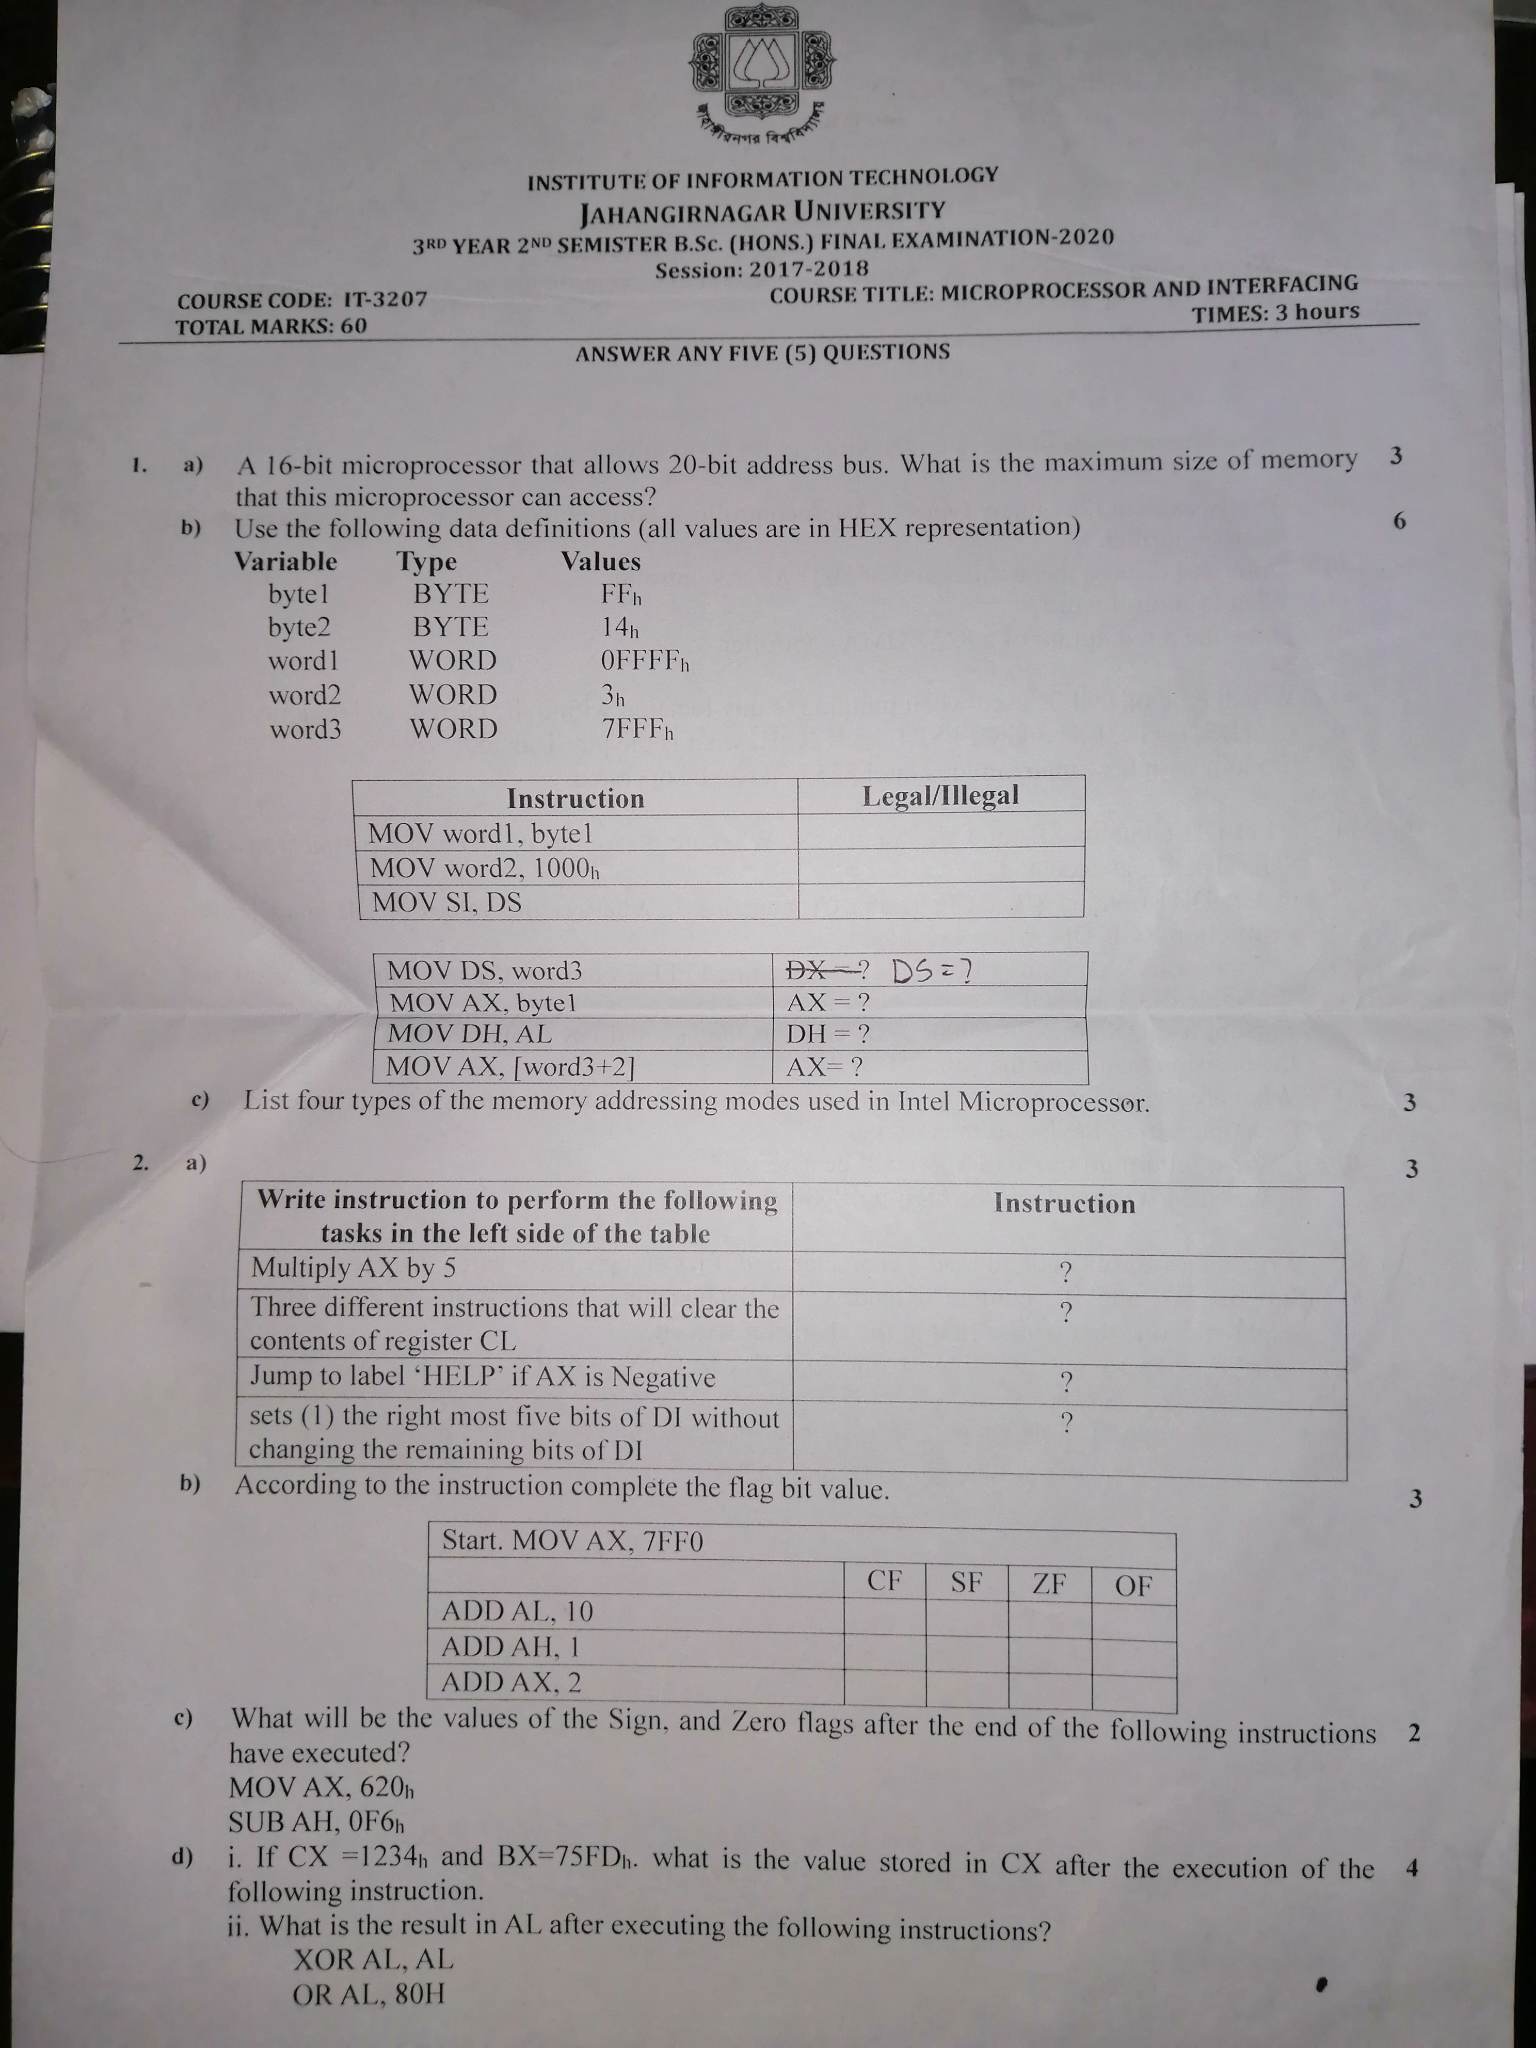 জাহাঙ্গীরনগর বিশ্ববিদ্যালয়
INSTITUTE OF INFORMATION TECHNOLOGY
JAHANGIRNAGAR UNIVERSITY
3RD YEAR 2ND SEMISTER B.Sc. (HONS.) FINAL EXAMINATION-2020
Session: 2017-2018
COURSE CODE: IT-3207 COURSE TITLE: MICROPROCESSOR AND INTERFACING
TOTAL MARKS: 60 TIMES: 3 hours
ANSWER ANY FIVE (5) QUESTIONS
1. a) A 16-bit microprocessor that allows 20-bit address bus. What is the maximum size of memory 3
that this microprocessor can access?
b) Use the following data definitions (all values are in HEX representation) 6
Variable Type Values
byte1 BYTE FFh
byte2 BYTE 14h
word1 WORD 0FFFFh
word2 WORD 3h
word3 WORD 7FFFh
Instruction Legal/Illegal
MOV word1, byte1
MOV word2, 1000h
MOV SI, DS
MOV DS, word3 DX = ? DS = ?
MOV AX, byte1 AX = ?
MOV DH, AL DH = ?
MOV AX, [word3+2] AX= ?
c) List four types of the memory addressing modes used in Intel Microprocessor. 3
2. a) 3
Write instruction to perform the following Instruction
tasks in the left side of the table
Multiply AX by 5 ?
Three different instructions that will clear the ?
contents of register CL
Jump to label ‘HELP’ if AX is Negative ?
sets (1) the right most five bits of DI without ?
changing the remaining bits of DI
b) According to the instruction complete the flag bit value. 3
Start. MOV AX, 7FF0
CF SF ZF OF
ADD AL, 10
ADD AH, 1
ADD AX, 2
c) What will be the values of the Sign, and Zero flags after the end of the following instructions 2
have executed?
MOV AX, 620h
SUB AH, 0F6h
d) i. If CX =1234h and BX=75FDh. what is the value stored in CX after the execution of the 4
following instruction.
ii. What is the result in AL after executing the following instructions?
XOR AL, AL
OR AL, 80H